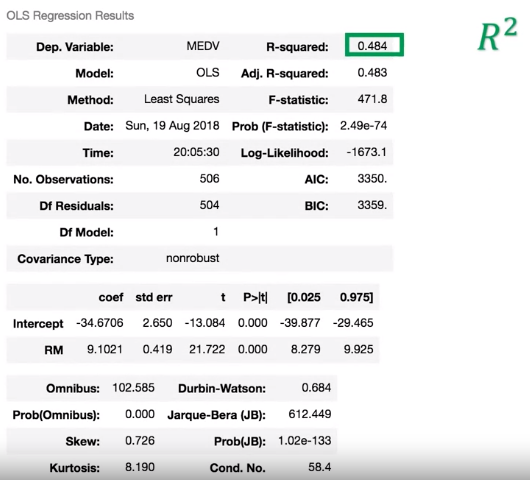 OLS Regression Results
R²
Dep. Variable: MEDV R-squared: 0.484
Model: OLS Adj. R-squared: 0.483
Method: Least Squares F-statistic: 471.8
Date: Sun, 19 Aug 2018 Prob (F-statistic): 2.49e-74
Time: 20:05:30 Log-Likelihood: -1673.1
No. Observations: 506 AIC: 3350.
Df Residuals: 504 BIC: 3359.
Df Model: 1
Covariance Type: nonrobust
coef std err t P>|t| [0.025 0.975]
Intercept -34.6706 2.650 -13.084 0.000 -39.877 -29.465
RM 9.1021 0.419 21.722 0.000 8.279 9.925
Omnibus: 102.585 Durbin-Watson: 0.684
Prob(Omnibus): 0.000 Jarque-Bera (JB): 612.449
Skew: 0.726 Prob(JB): 1.02e-133
Kurtosis: 8.190 Cond. No. 58.4